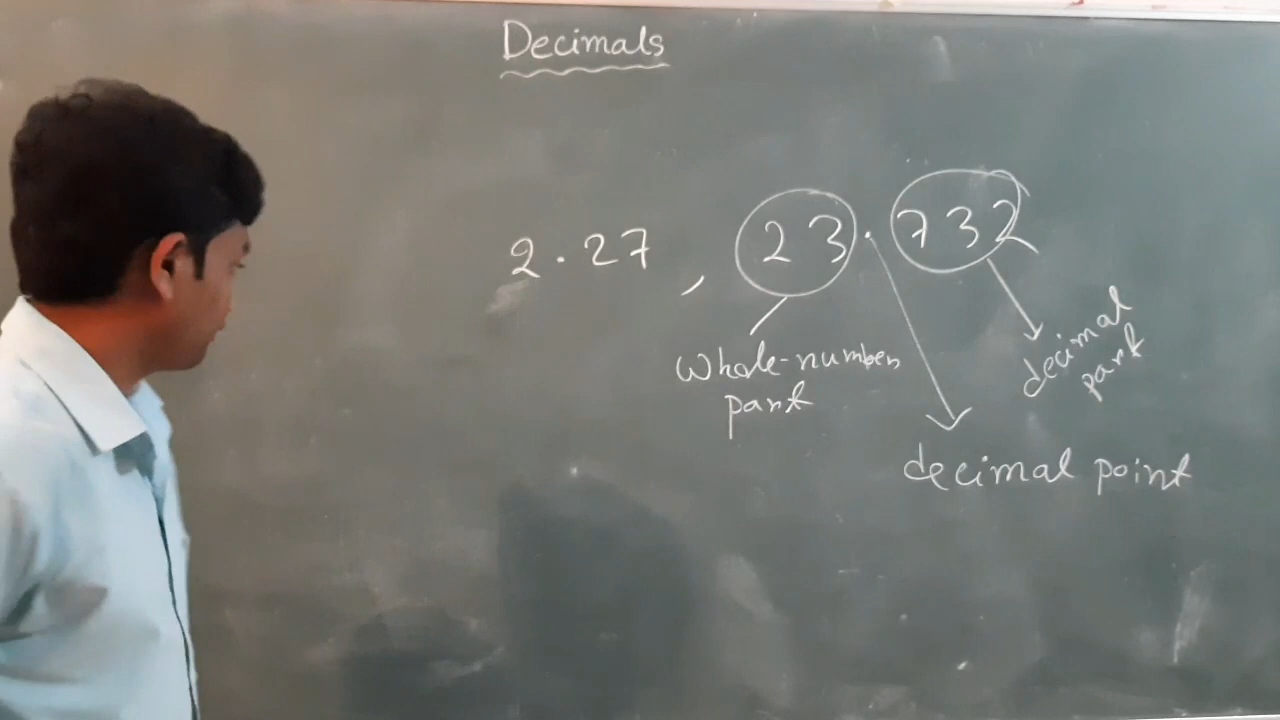 Decimals
2.27, 23.732
whole-number
part
decimal
part
decimal point